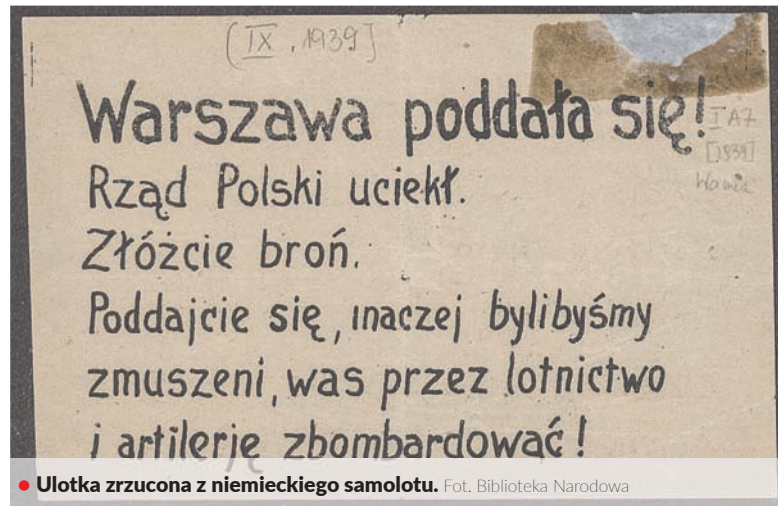 (IX. 1939]
Warszawa poddała się!
I A7
[1939]
Rząd Polski uciekł.
Złóżcie broń.
Poddajcie się, inaczej bylibyśmy
zmuszeni, was przez lotnictwo
i artilerję zbombardować!
Ulotka zrzucona z niemieckiego samolotu. Fot. Biblioteka Narodowa